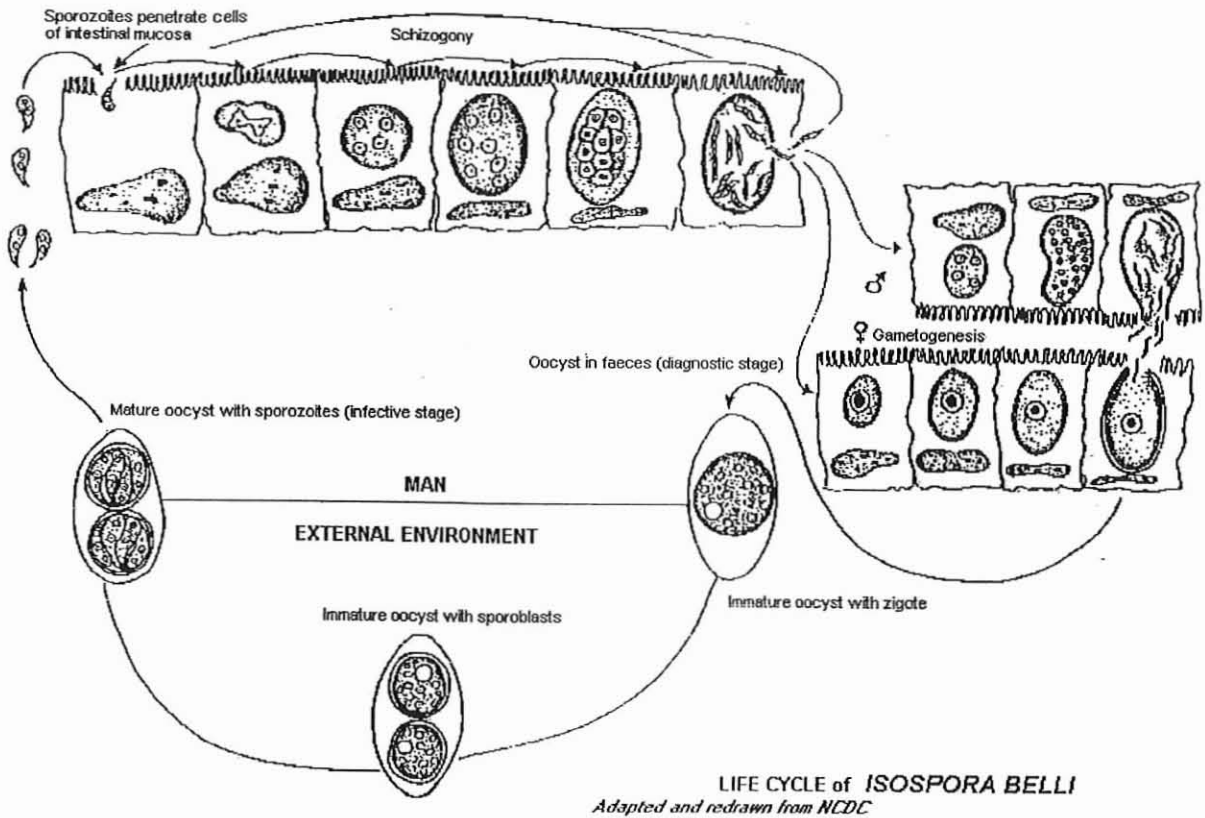 Sporozoites penetrate cells
of intestinal mucosa
Schizogony
♂
♀ Gametogenesis
Oocyst in faeces (diagnostic stage)
Mature oocyst with sporozoites (infective stage)
MAN
EXTERNAL ENVIRONMENT
Immature oocyst with zigote
Immature oocyst with sporoblasts
LIFE CYCLE of ISOSPORA BELLI
Adapted and redrawn from NCDC